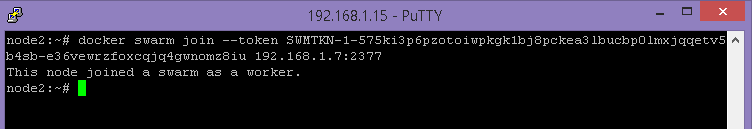 192.168.1.15 - PuTTY
node2:~# docker swarm join --token SWMTKN-1-575ki3p6pzotoiwpkgk1bj8pckea3lbucbp0lmxjqqetv5
b4sb-e36vewrzfoxcqjq4gwnomz8iu 192.168.1.7:2377
This node joined a swarm as a worker.
node2:~#